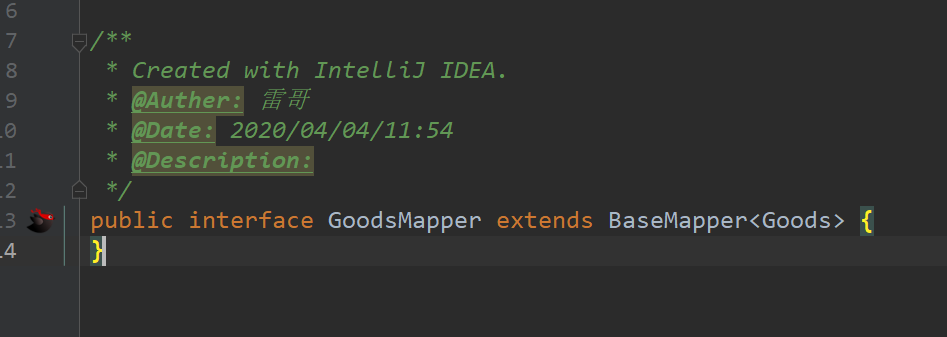 6
7 /**
8 * Created with IntelliJ IDEA.
9 * @Auther: 雷哥
10 * @Date: 2020/04/04/11:54
11 * @Description:
12 */
13 public interface GoodsMapper extends BaseMapper<Goods> {
14 }